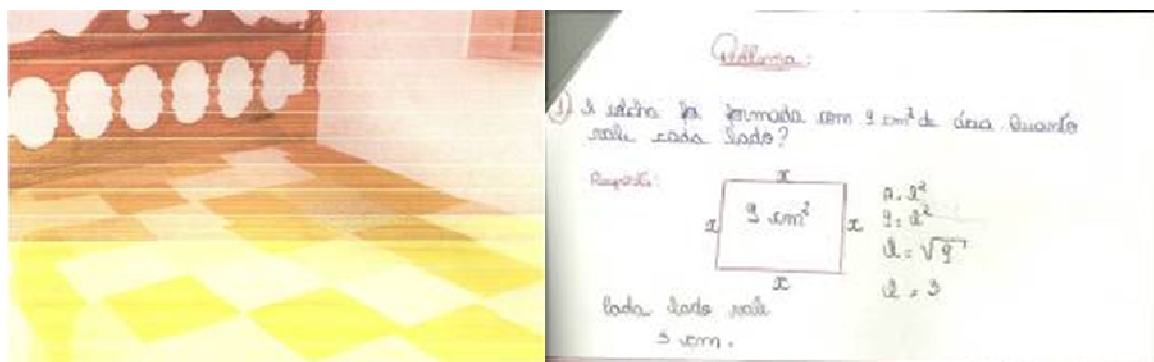 Problema:
1) A folha foi formada com 9 cm² de área. Quanto
vale cada lado?
Resposta:
x
x 9 cm² x
x
A = l²
9 = l²
l = √9
l = 3
Cada lado vale
3 cm.